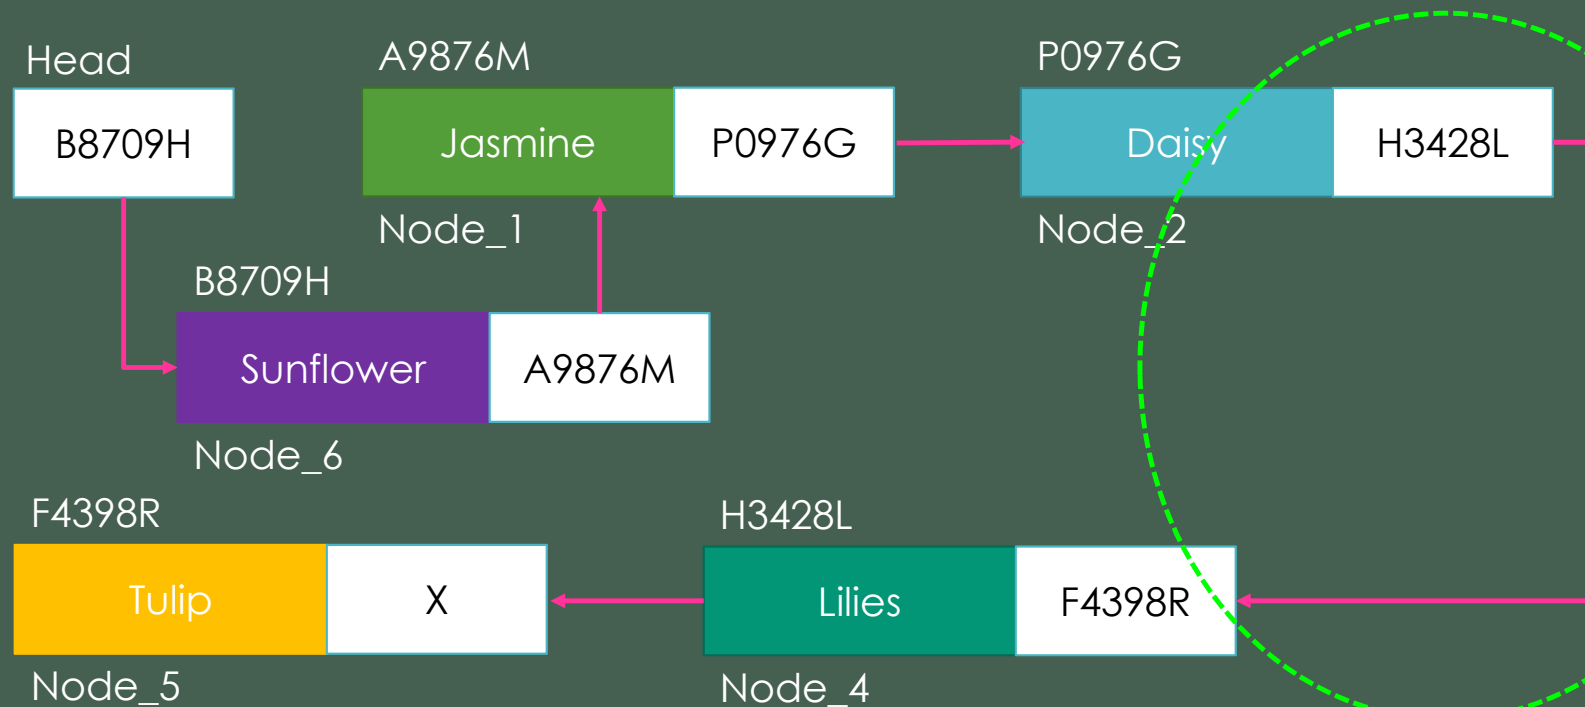 Head
B8709H
A9876M
Jasmine
P0976G
Node_1
P0976G
Daisy
H3428L
Node_2
B8709H
Sunflower
A9876M
Node_6
F4398R
Tulip
X
Node_5
H3428L
Lilies
F4398R
Node_4